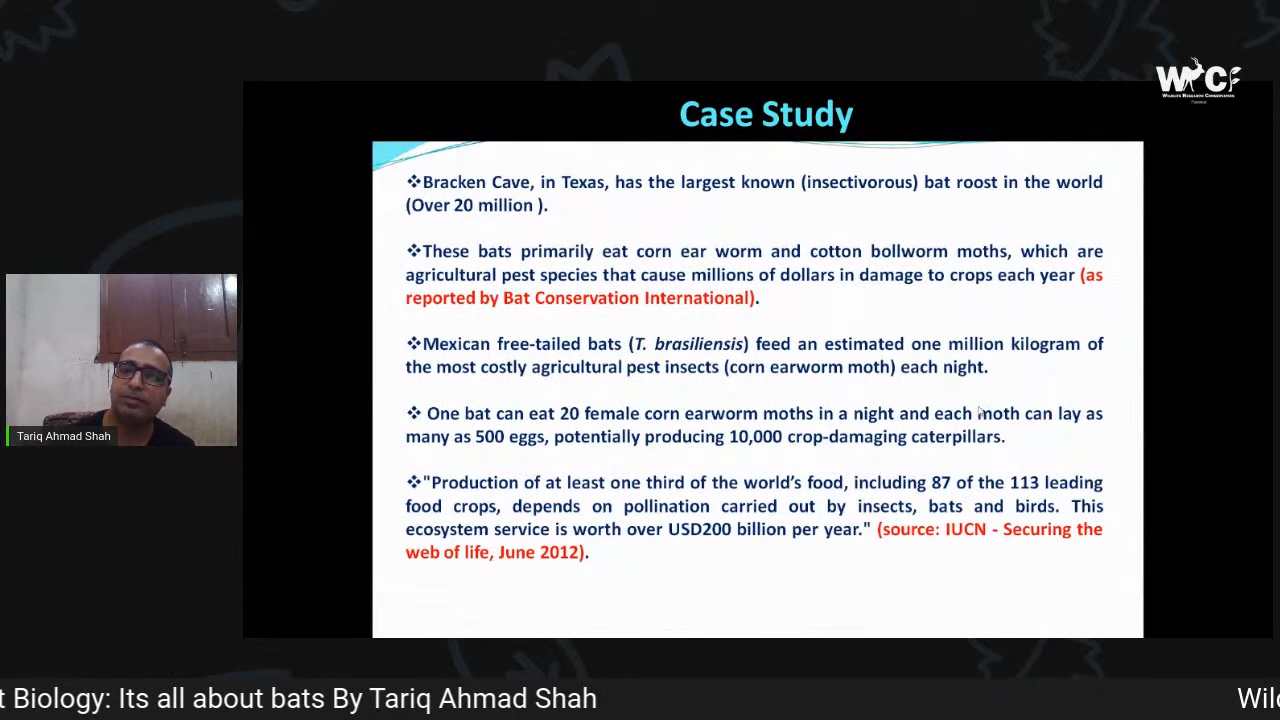 Case Study
WRCF
WILDLIFE RESEARCH CONSERVATION
❖Bracken Cave, in Texas, has the largest known (insectivorous) bat roost in the world
(Over 20 million ).
❖These bats primarily eat corn ear worm and cotton bollworm moths, which are
agricultural pest species that cause millions of dollars in damage to crops each year (as
reported by Bat Conservation International).
❖Mexican free-tailed bats (T. brasiliensis) feed an estimated one million kilogram of
the most costly agricultural pest insects (corn earworm moth) each night.
❖ One bat can eat 20 female corn earworm moths in a night and each moth can lay as
many as 500 eggs, potentially producing 10,000 crop-damaging caterpillars.
❖"Production of at least one third of the world's food, including 87 of the 113 leading
food crops, depends on pollination carried out by insects, bats and birds. This
ecosystem service is worth over USD200 billion per year." (source: IUCN - Securing the
web of life, June 2012).
Tariq Ahmad Shah
t Biology: Its all about bats By Tariq Ahmad Shah
Wild